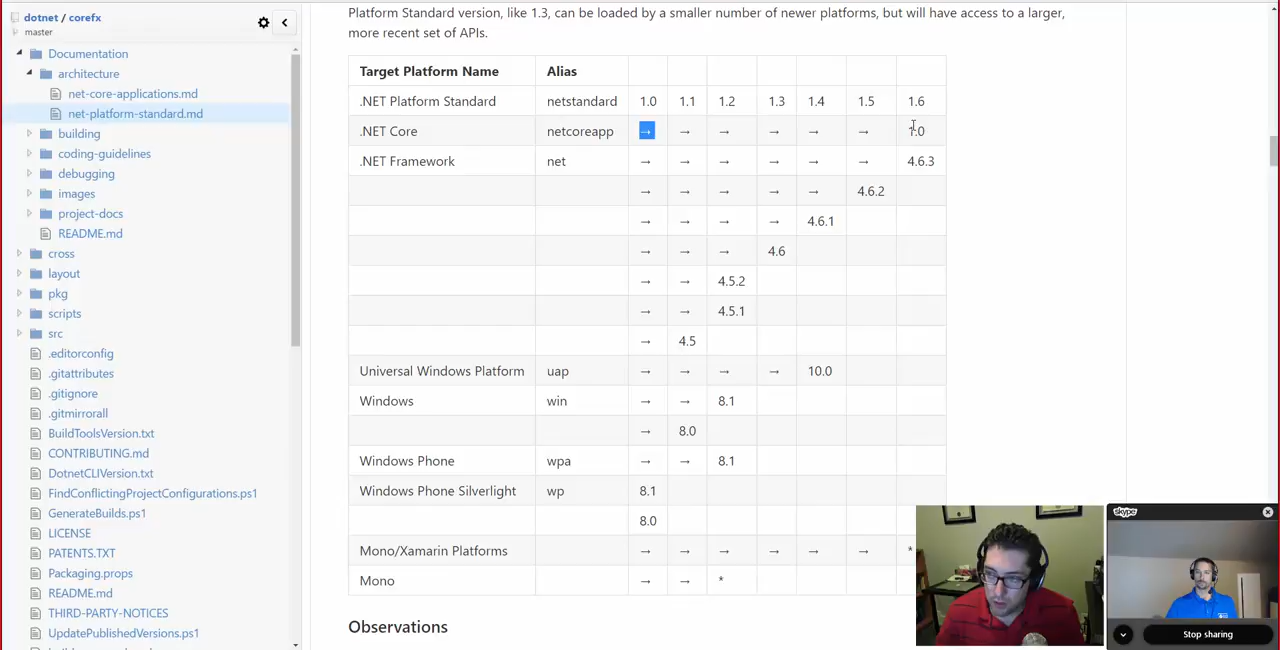 dotnet / corefx
master
Documentation
architecture
net-core-applications.md
net-platform-standard.md
building
coding-guidelines
debugging
images
project-docs
README.md
cross
layout
pkg
scripts
src
.editorconfig
.gitattributes
.gitignore
.gitmirrorall
BuildToolsVersion.txt
CONTRIBUTING.md
DotnetCLIVersion.txt
FindConflictingProjectConfigurations.ps1
GenerateBuilds.ps1
LICENSE
PATENTS.TXT
Packaging.props
README.md
THIRD-PARTY-NOTICES
UpdatePublishedVersions.ps1
Platform Standard version, like 1.3, can be loaded by a smaller number of newer platforms, but will have access to a larger,
more recent set of APIs.
Target Platform Name Alias
.NET Platform Standard netstandard 1.0 1.1 1.2 1.3 1.4 1.5 1.6
.NET Core netcoreapp → → → → → → 1.0
.NET Framework net → → → → → → 4.6.3
→ → → → → 4.6.2
→ → → → 4.6.1
→ → → 4.6
→ → 4.5.2
→ → 4.5.1
→ 4.5
Universal Windows Platform uap → → → → 10.0
Windows win → → 8.1
→ 8.0
Windows Phone wpa → → 8.1
Windows Phone Silverlight wp 8.1
8.0
Mono/Xamarin Platforms → → → → → → *
Mono → → *
Observations
skype
Stop sharing